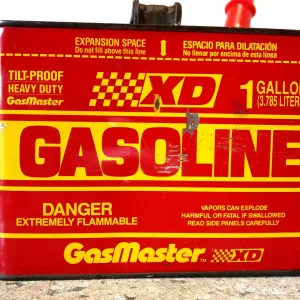 EXPANSION SPACE
Do not fill above this line
ESPACIO PARA DILATACIÓN
No llenar por encima de esta línea
TILT-PROOF
HEAVY DUTY
GasMaster
XD
1 GALLON
(3.785 LITER
GASOLINE
DANGER
EXTREMELY FLAMMABLE
VAPORS CAN EXPLODE
HARMFUL OR FATAL IF SWALLOWED
READ SIDE PANELS CAREFULLY
GasMaster™ XD